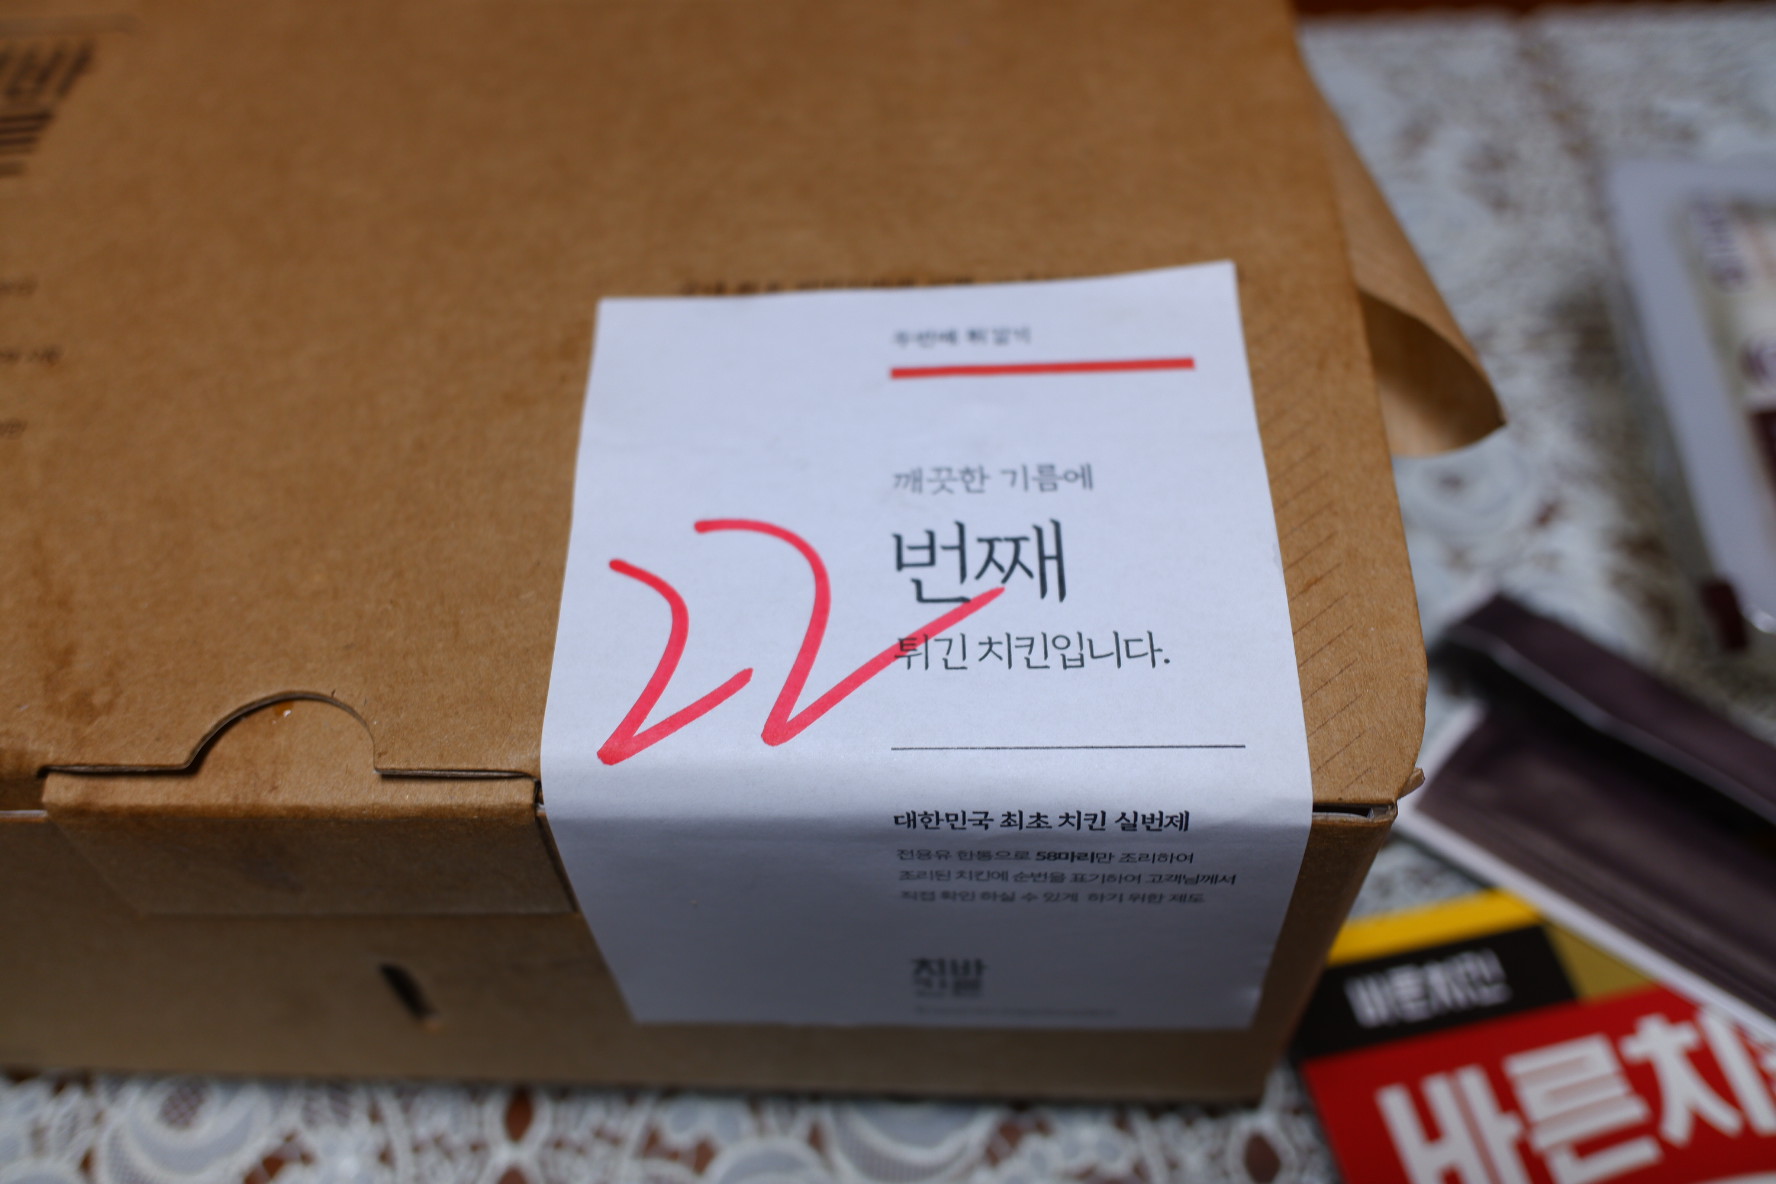 깨끗한 기름에
22 번째
튀긴 치킨입니다.
대한민국 최초 치킨 실번제
전용유 한통으로 58마리만 조리하여
조리된 치킨에 순번을 표기하여 고객님께서
직접 확인 하실 수 있게 하기 위한 제도
바른치킨
바른치